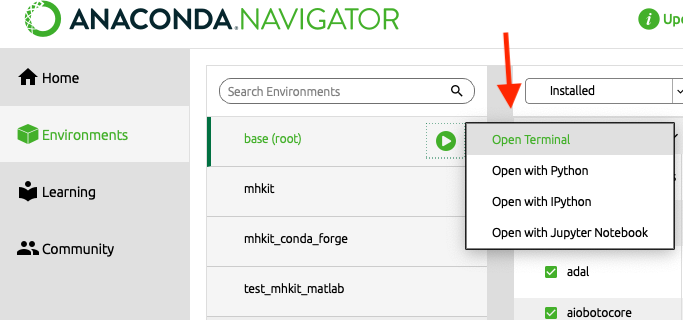 ANACONDA.NAVIGATOR
Home
Environments
Learning
Community
Search Environments
base (root)
mhkit
mhkit_conda_forge
test_mhkit_matlab
Installed
Open Terminal
Open with Python
Open with IPython
Open with Jupyter Notebook
adal
aiobotocore